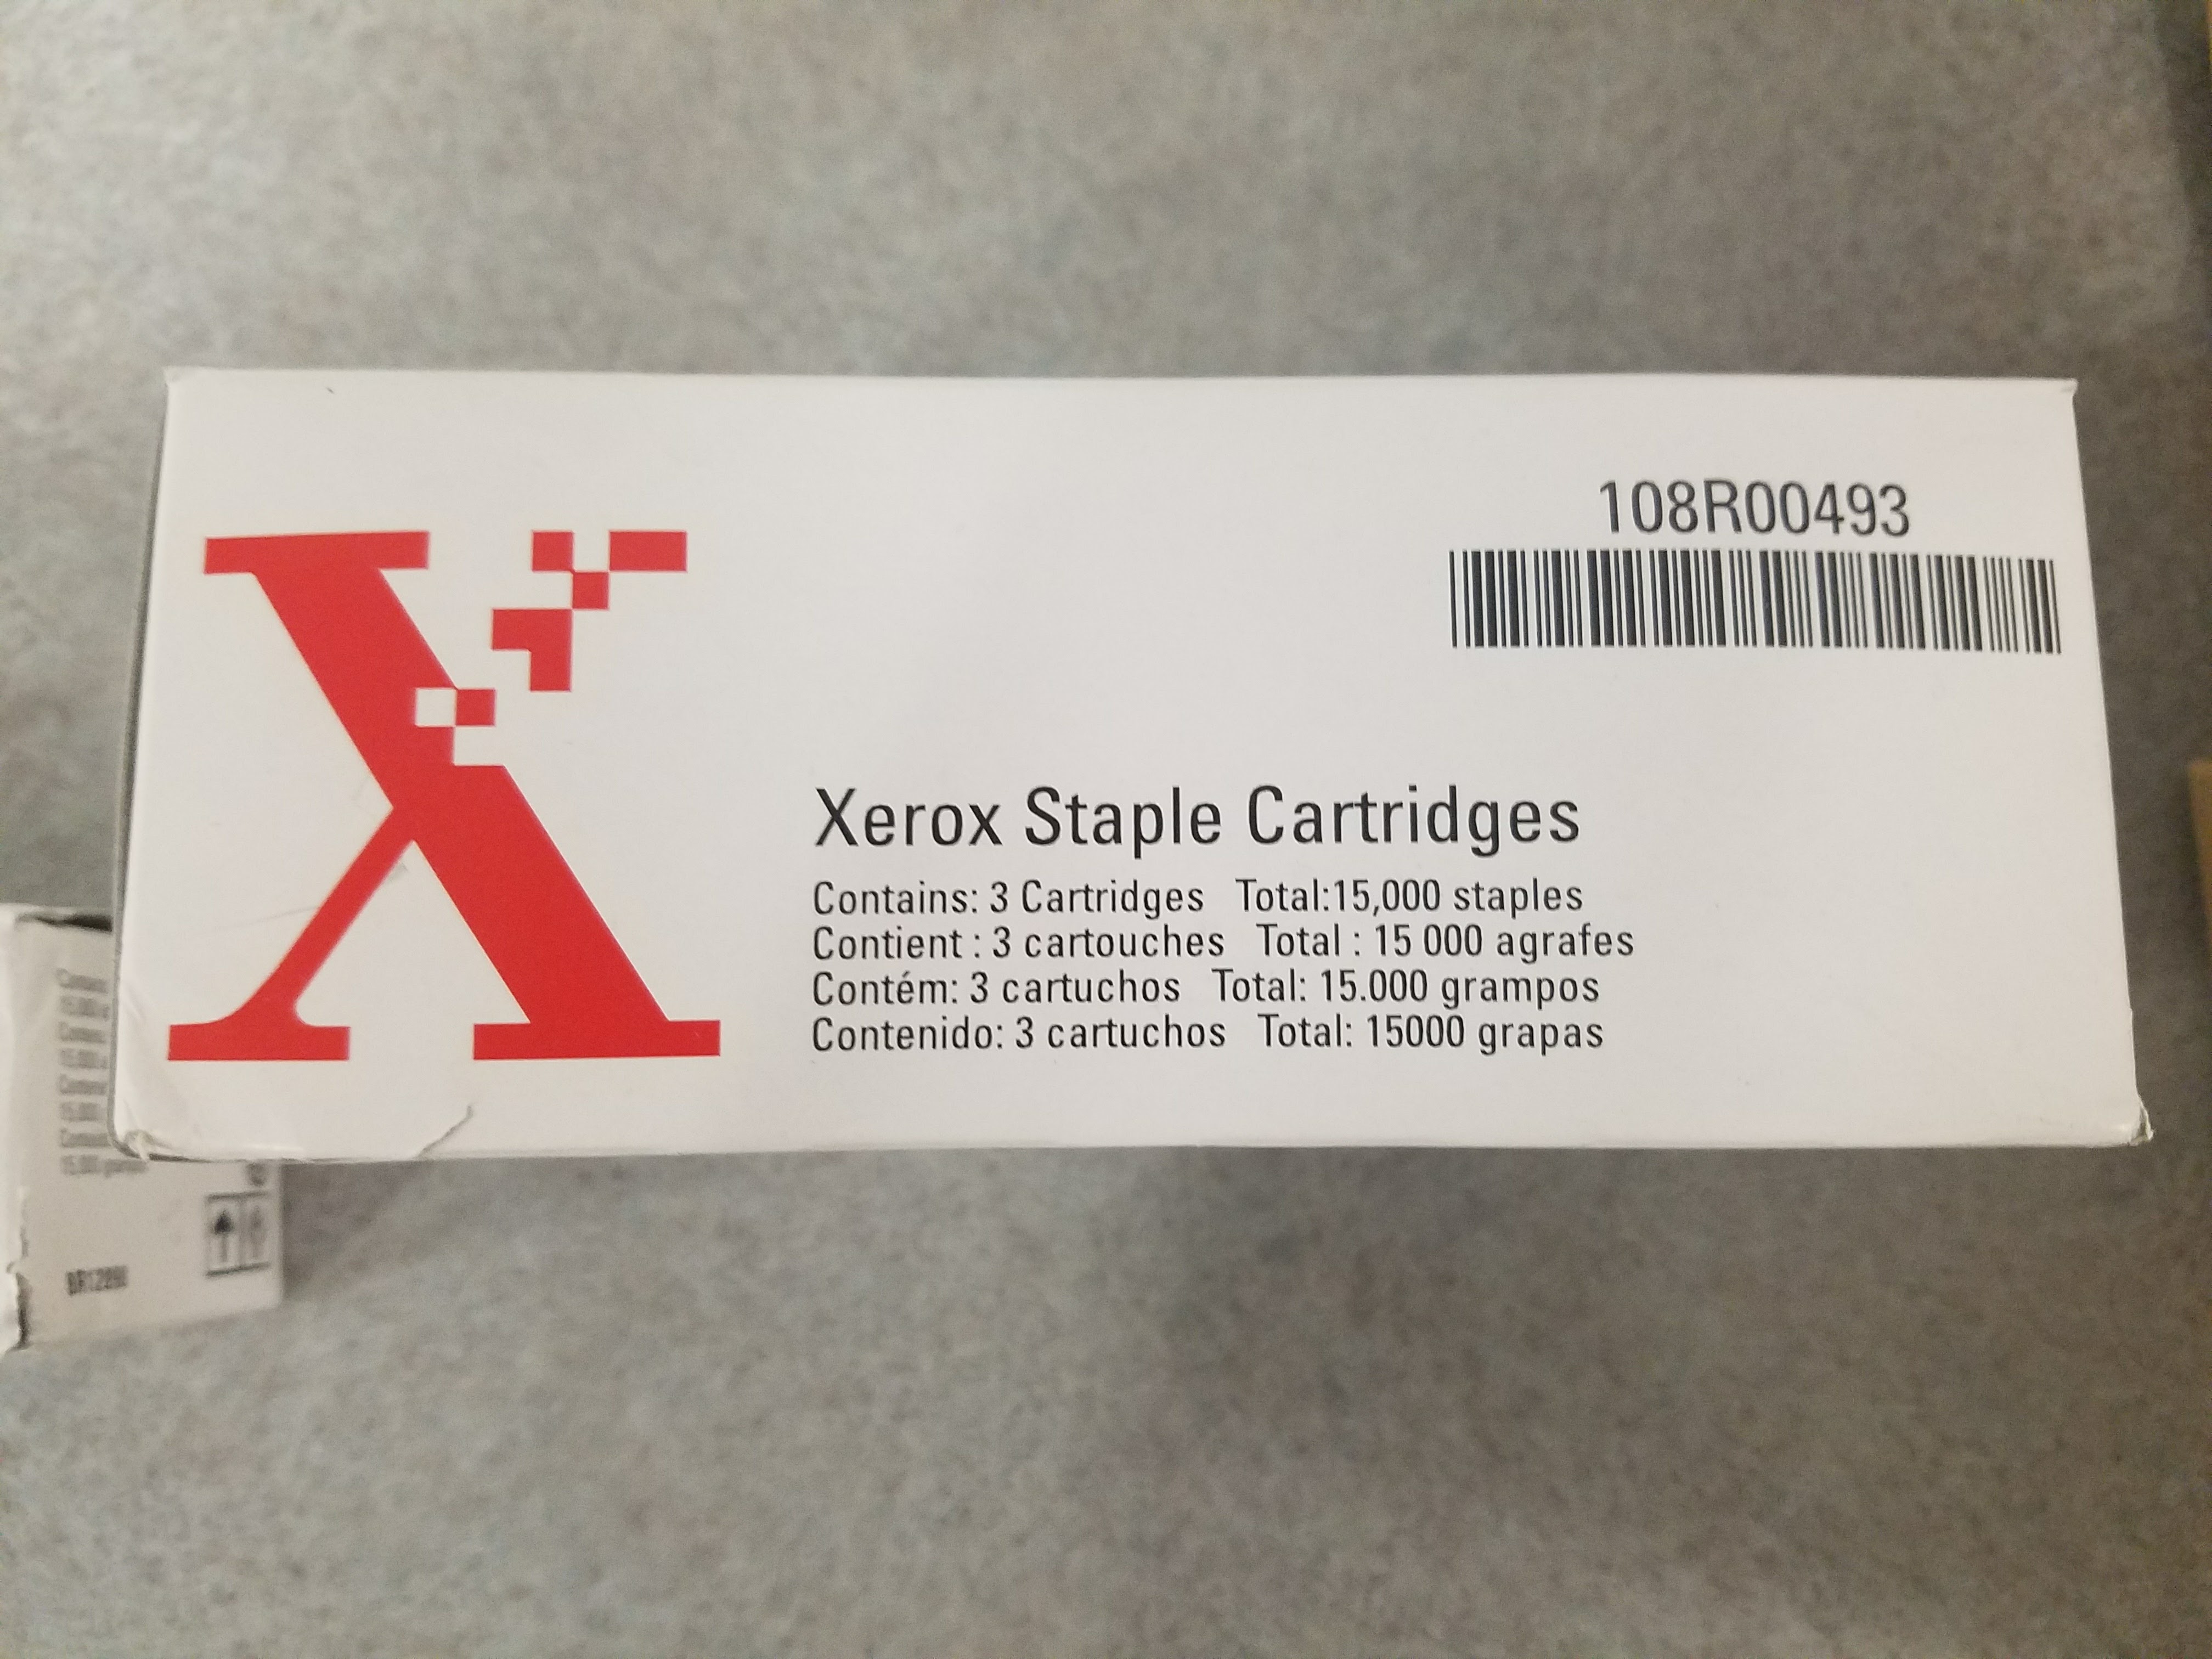 108R00493
X
Xerox Staple Cartridges
Contains: 3 Cartridges Total:15,000 staples
Contient : 3 cartouches Total : 15 000 agrafes
Contém: 3 cartuchos Total: 15.000 grampos
Contenido: 3 cartuchos Total: 15000 grapas